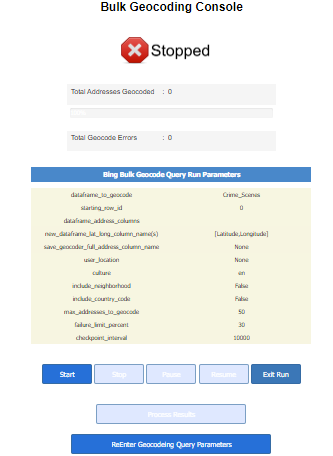 Bulk Geocoding Console
Stopped
Total Addresses Geocoded : 0
Total Geocode Errors : 0
Bing Bulk Geocode Query Run Parameters
dataframe_to_geocode Crime_Scenes
starting_row_id 0
dataframe_address_columns
new_dataframe_lat_long_column_name(s) [Latitude,Longitude]
save_geocoder_full_address_column_name None
user_location None
culture en
include_neighborhood False
include_country_code False
max_addresses_to_geocode 50
failure_limit_percent 30
checkpoint_interval 10000
Start Stop Pause Resume Exit Run
Process Results
ReEnter Geocodeing Query Parameters